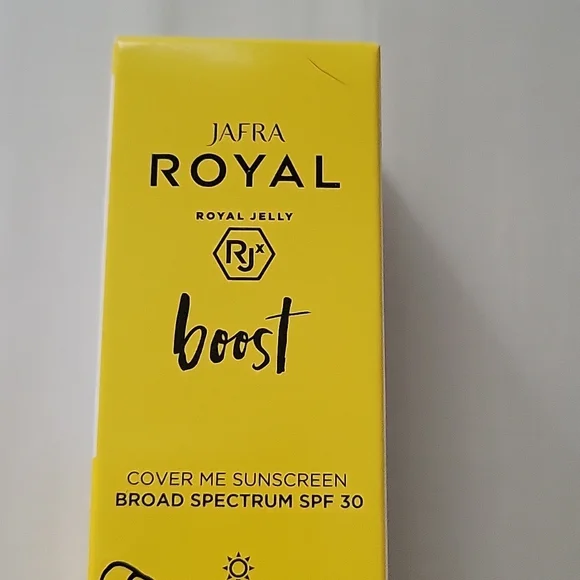 JAFRA
ROYAL
ROYAL JELLY
RJx
boost
COVER ME SUNSCREEN
BROAD SPECTRUM SPF 30